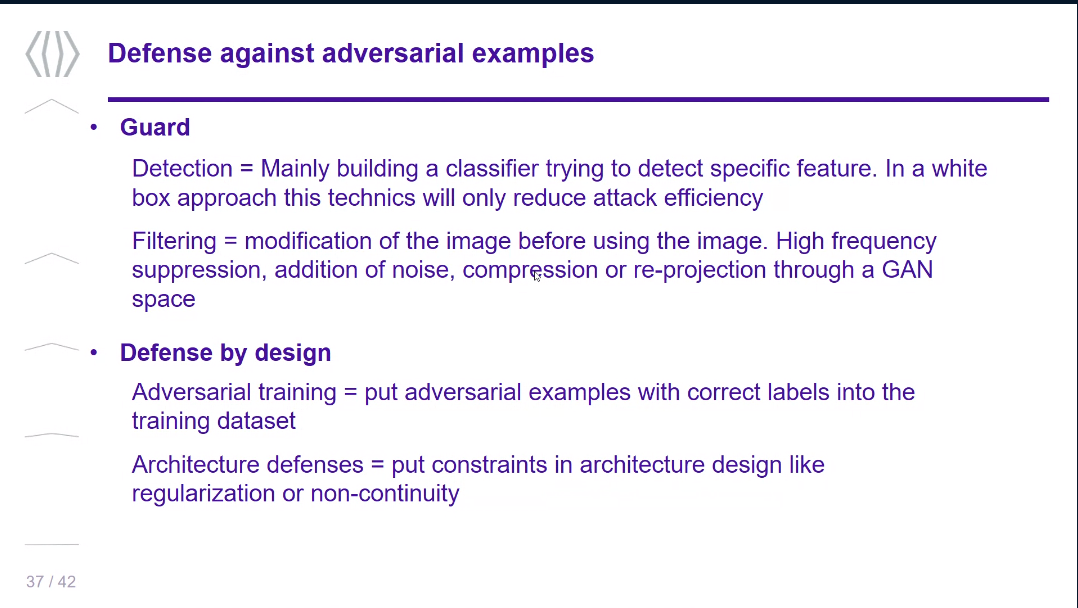 Defense against adversarial examples
• Guard
Detection = Mainly building a classifier trying to detect specific feature. In a white
box approach this technics will only reduce attack efficiency
Filtering = modification of the image before using the image. High frequency
suppression, addition of noise, compression or re-projection through a GAN
space
• Defense by design
Adversarial training = put adversarial examples with correct labels into the
training dataset
Architecture defenses = put constraints in architecture design like
regularization or non-continuity
37 / 42